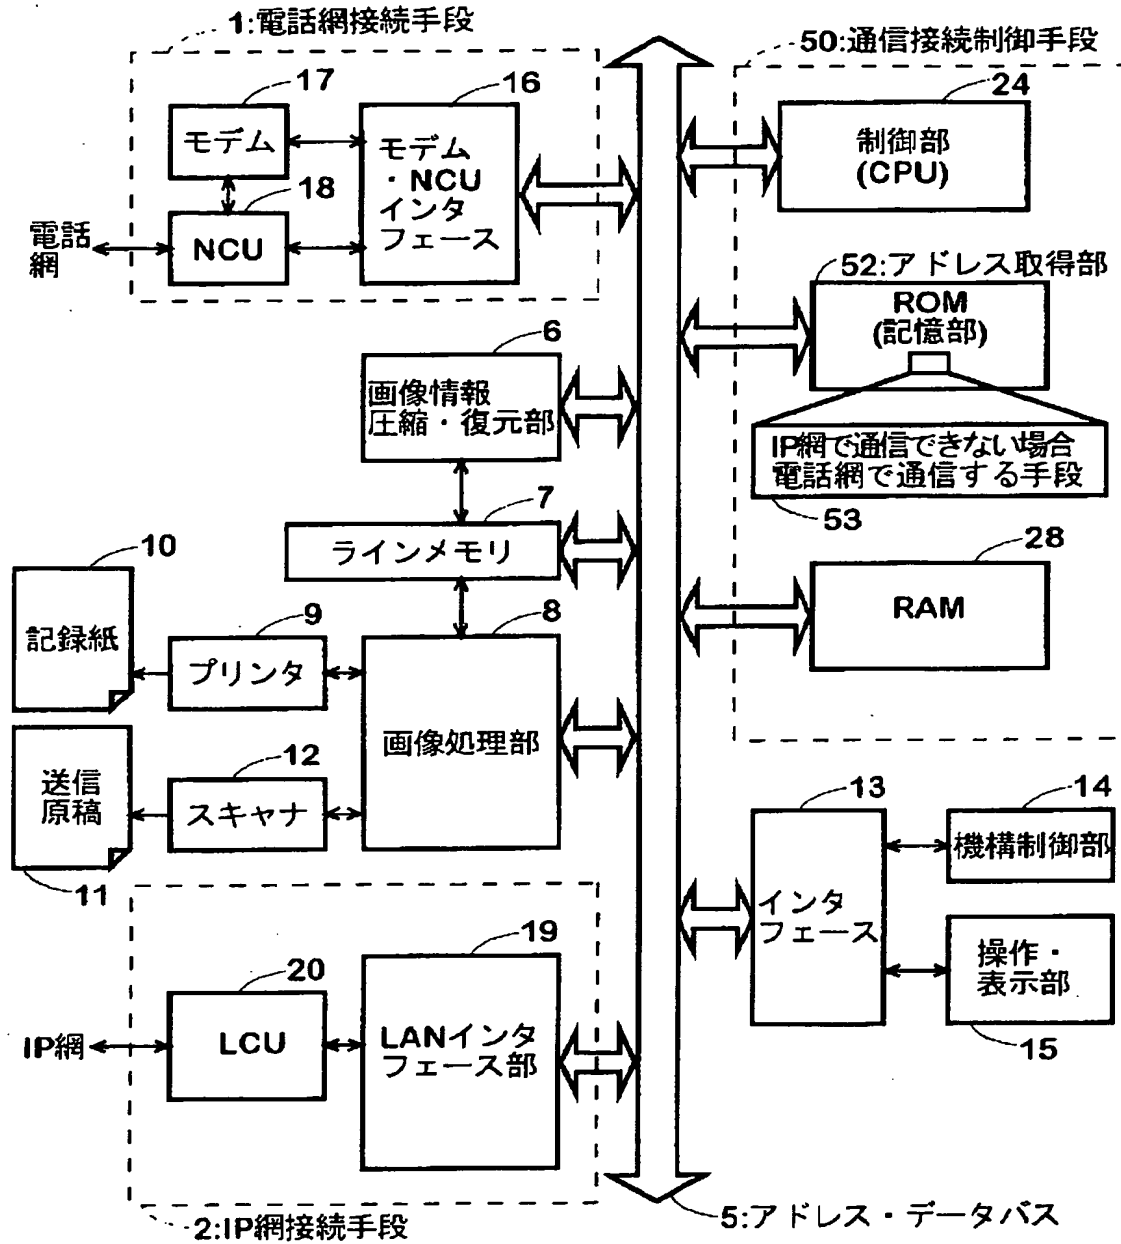 1:電話網接続手段
17
モデム
16
モデム
・NCU
インタ
フェース
18
NCU
電話
網
50:通信接続制御手段
24
制御部
(CPU)
52:アドレス取得部
ROM
(記憶部)
IP網で通信できない場合
電話網で通信する手段
53
28
RAM
6
画像情報
圧縮・復元部
7
ラインメモリ
10
記録紙
9
プリンタ
8
画像処理部
送信
原稿
11
12
スキャナ
13
インタ
フェース
14
機構制御部
操作・
表示部
15
19
LANインタ
フェース部
20
LCU
IP網
2:IP網接続手段
5:アドレス・データバス